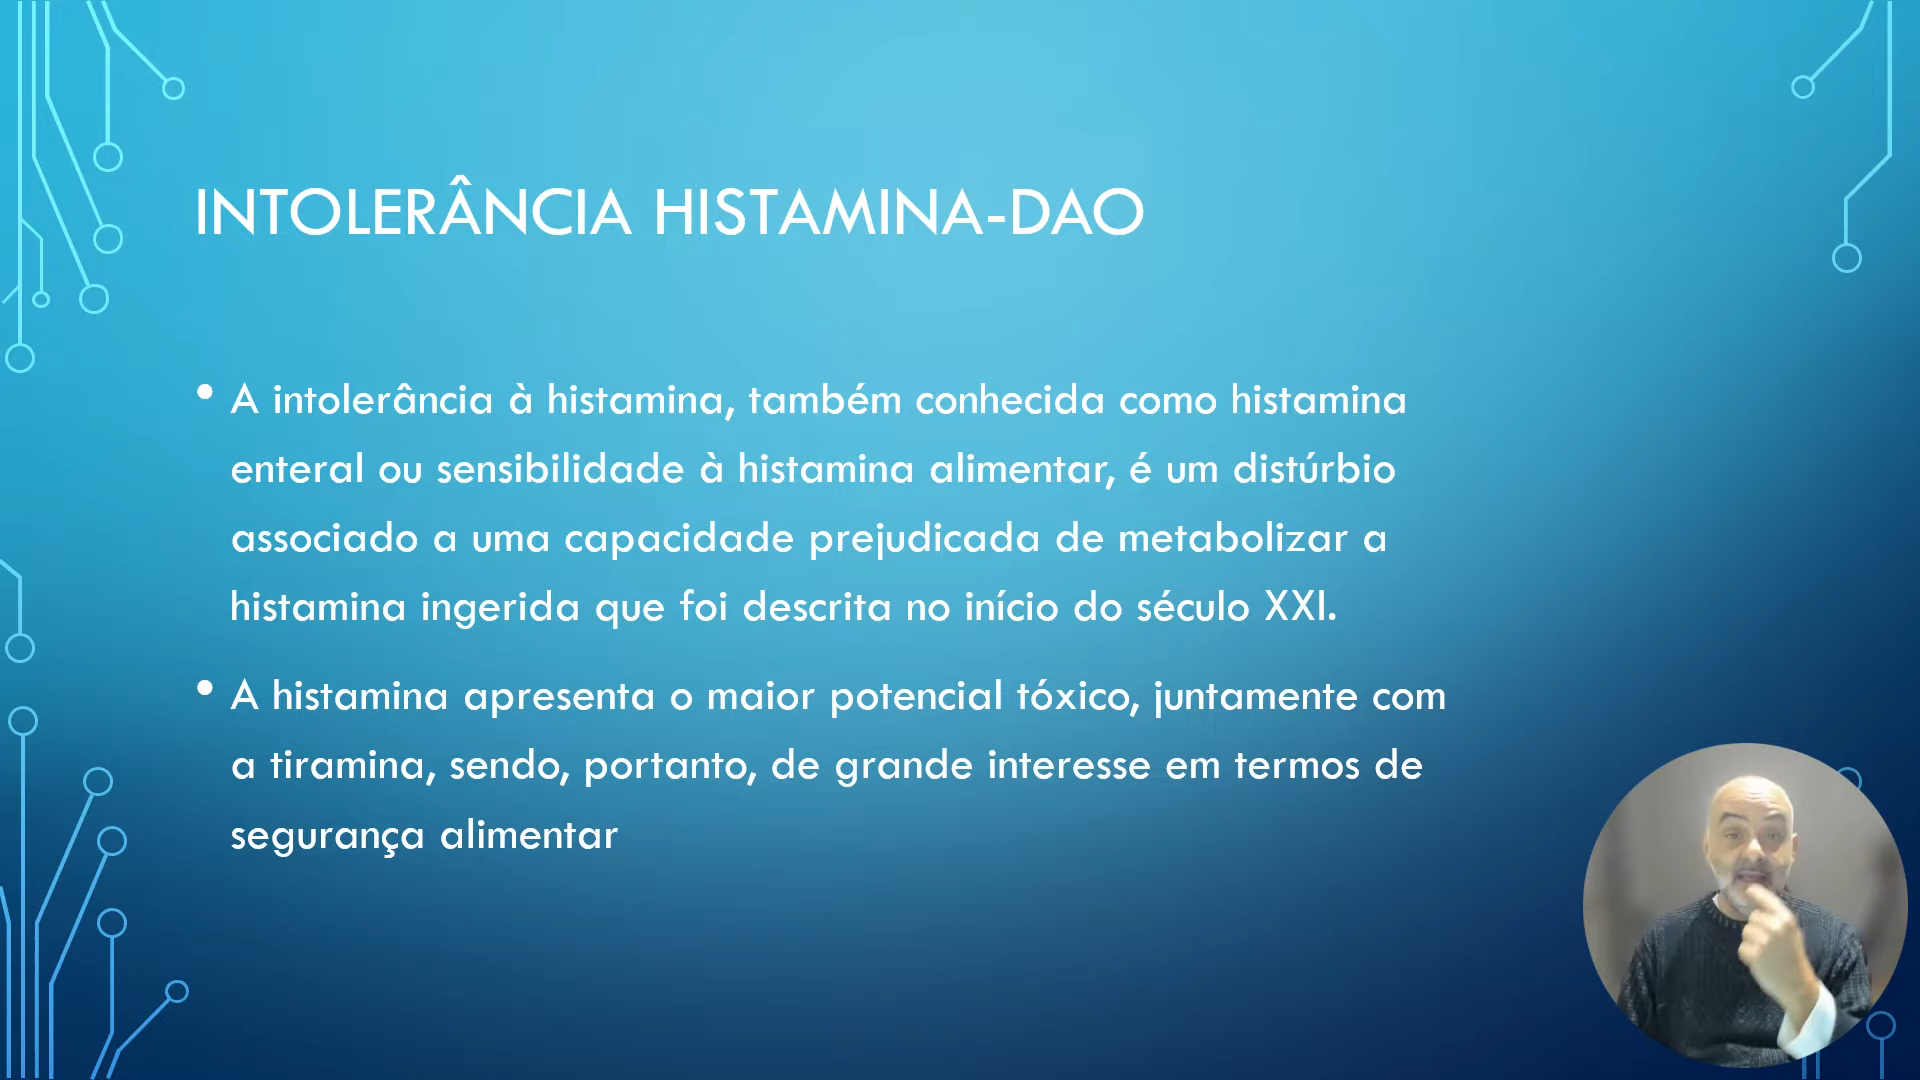 INTOLERÂNCIA HISTAMINA-DAO
• A intolerância à histamina, também conhecida como histamina
enteral ou sensibilidade à histamina alimentar, é um distúrbio
associado a uma capacidade prejudicada de metabolizar a
histamina ingerida que foi descrita no início do século XXI.
• A histamina apresenta o maior potencial tóxico, juntamente com
a tiramina, sendo, portanto, de grande interesse em termos de
segurança alimentar